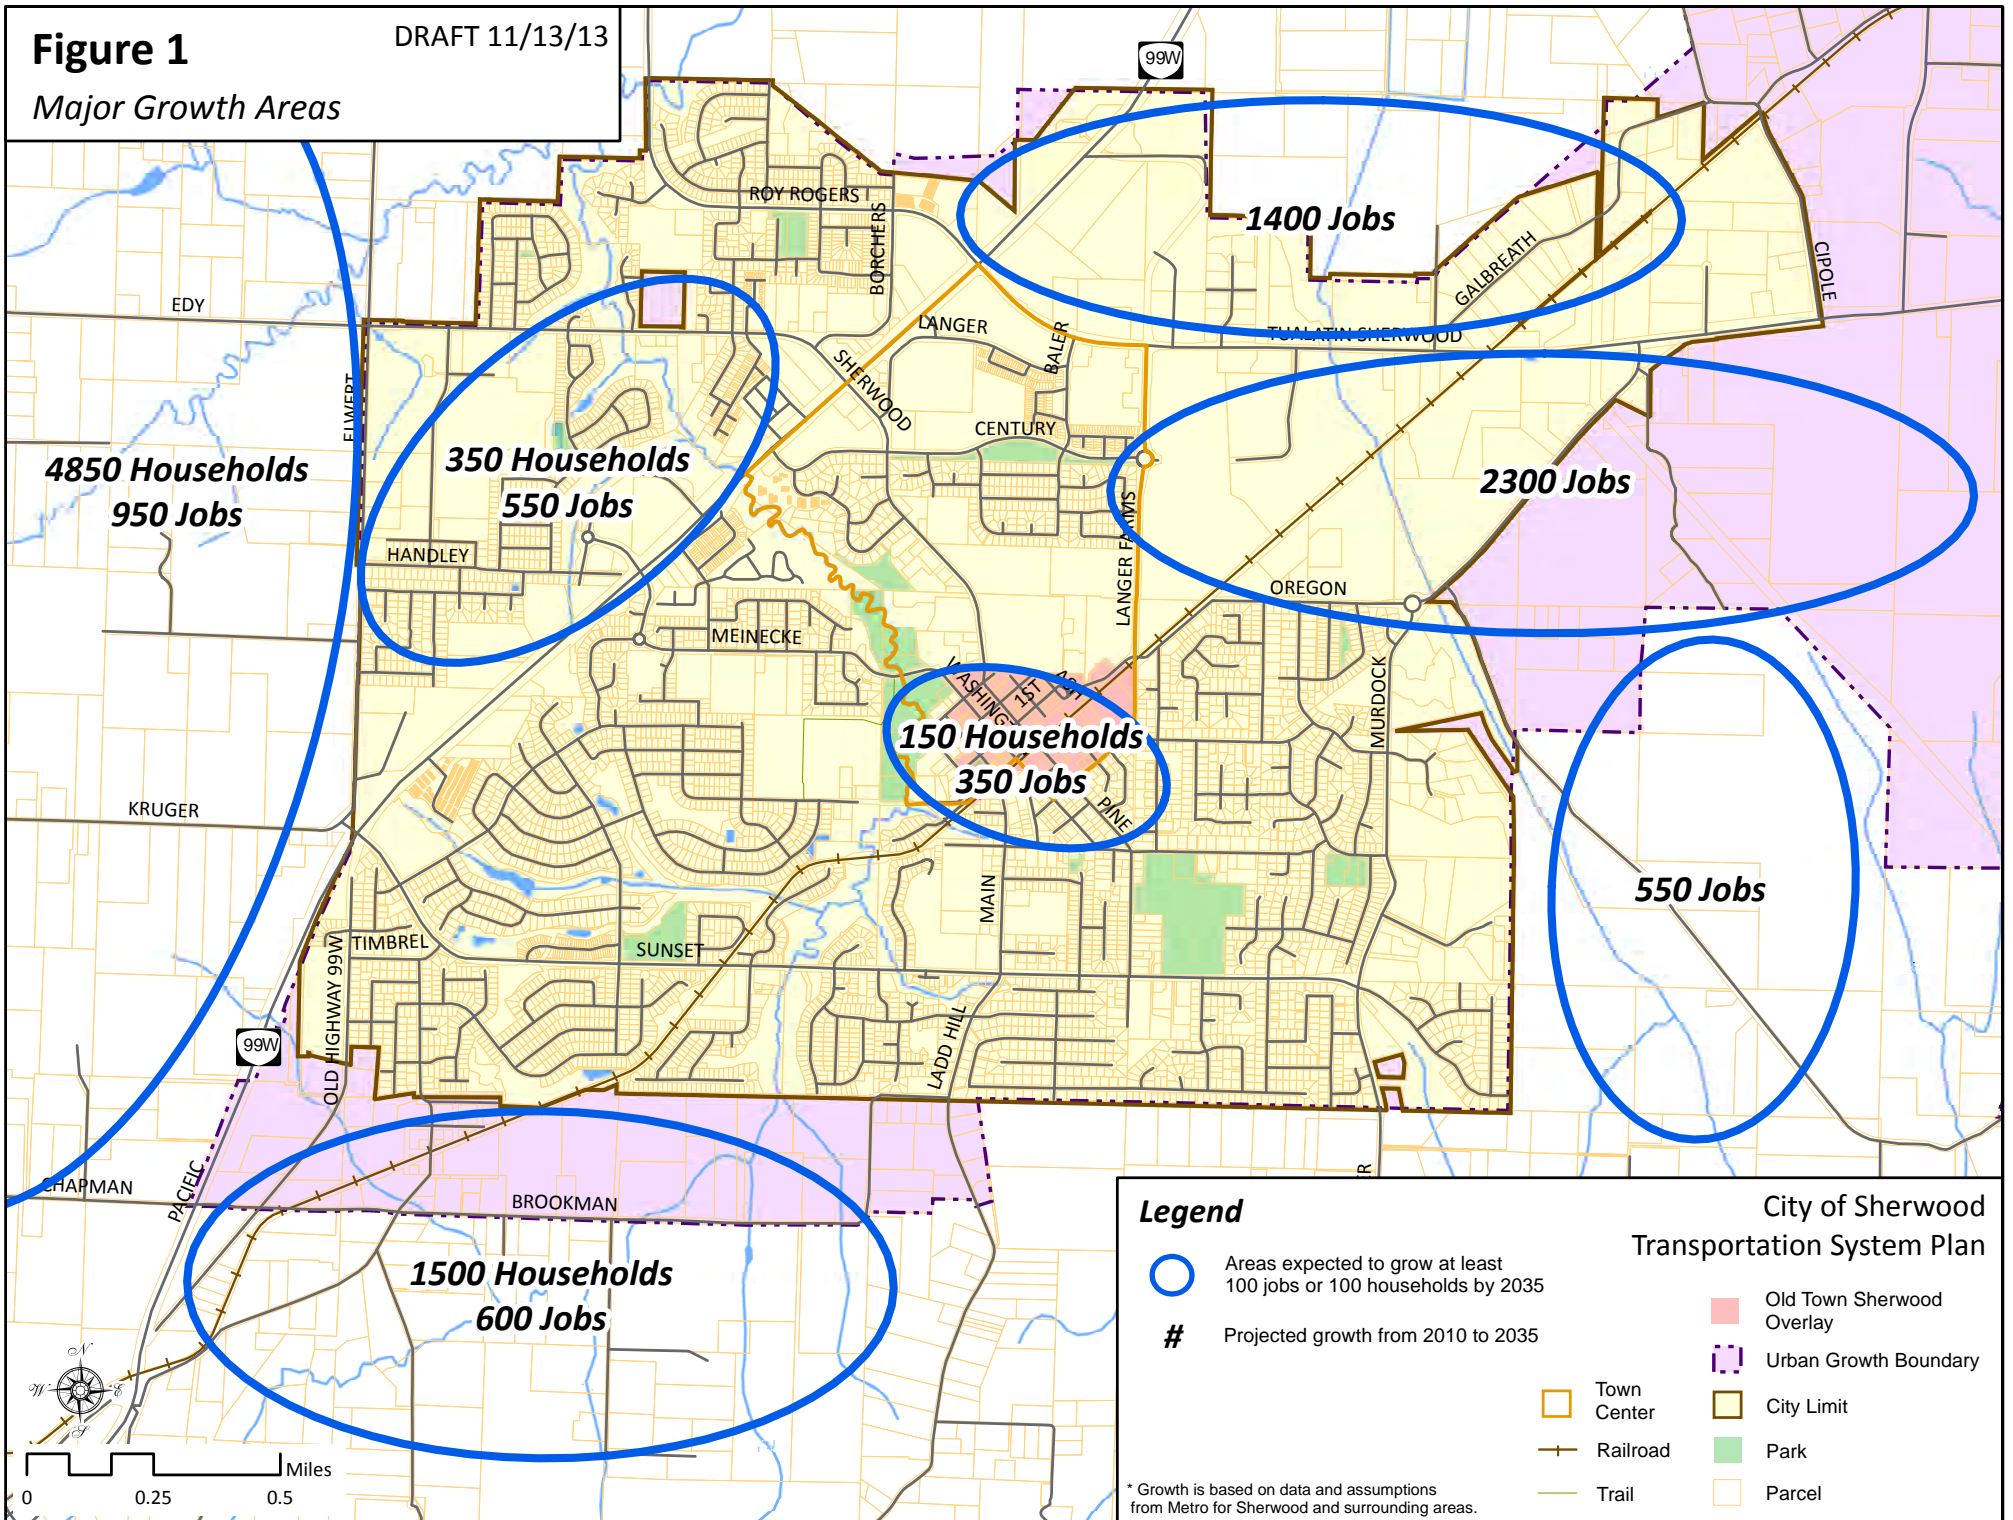 Figure 1
DRAFT 11/13/13
Major Growth Areas
99W
ROY ROGERS
BORCHERS
1400 Jobs
GALBREATH
CIPOLE
EDY
LANGER
BALER
TUALATIN SHERWOOD
SHERWOOD
ELWERT
CENTURY
4850 Households
950 Jobs
350 Households
550 Jobs
2300 Jobs
HANDLEY
LANGER FARMS
OREGON
MEINECKE
MURDOCK
1ST
ASH
150 Households
350 Jobs
PINE
KRUGER
MAIN
550 Jobs
TIMBREL
SUNSET
OLD HIGHWAY 99W
99W
LADD HILL
CHAPMAN
PACIFIC
BROOKMAN
1500 Households
600 Jobs
N
W
E
S
Miles
0
0.25
0.5
Legend
City of Sherwood
Transportation System Plan
Areas expected to grow at least
100 jobs or 100 households by 2035
#
Projected growth from 2010 to 2035
Old Town Sherwood
Overlay
Urban Growth Boundary
Town
Center
City Limit
Railroad
Park
Trail
Parcel
* Growth is based on data and assumptions
from Metro for Sherwood and surrounding areas.